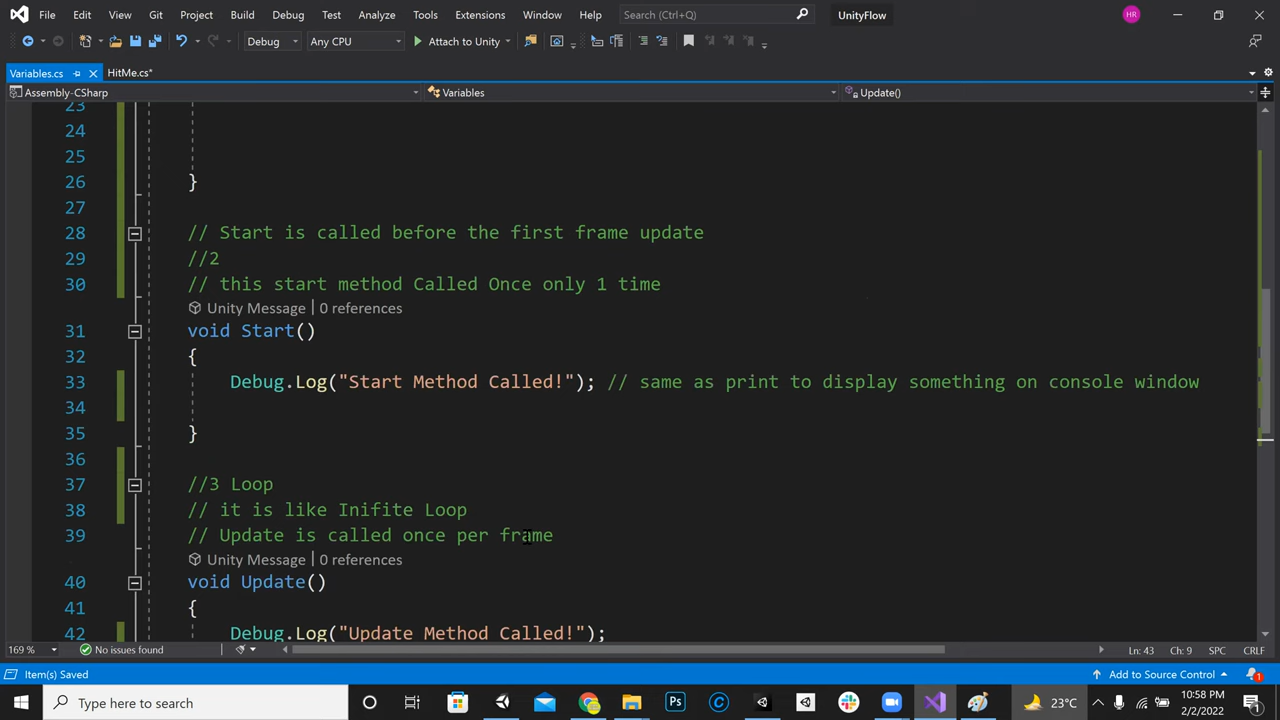 File Edit View Git Project Build Debug Test Analyze Tools Extensions Window Help Search (Ctrl+Q) UnityFlow HR
Debug Any CPU Attach to Unity
Variables.cs HitMe.cs*
Assembly-CSharp Variables Update()
23
24
25
26 }
27
28 // Start is called before the first frame update
29 //2
30 // this start method Called Once only 1 time
Unity Message | 0 references
31 void Start()
32 {
33 Debug.Log("Start Method Called!"); // same as print to display something on console window
34
35 }
36
37 //3 Loop
38 // it is like Inifite Loop
39 // Update is called once per frame
Unity Message | 0 references
40 void Update()
41 {
42 Debug.Log("Update Method Called!");
169 % No issues found Ln: 43 Ch: 9 SPC CRLF
Item(s) Saved Add to Source Control 1
Type here to search Ps 23°C 10:58 PM
2/2/2022